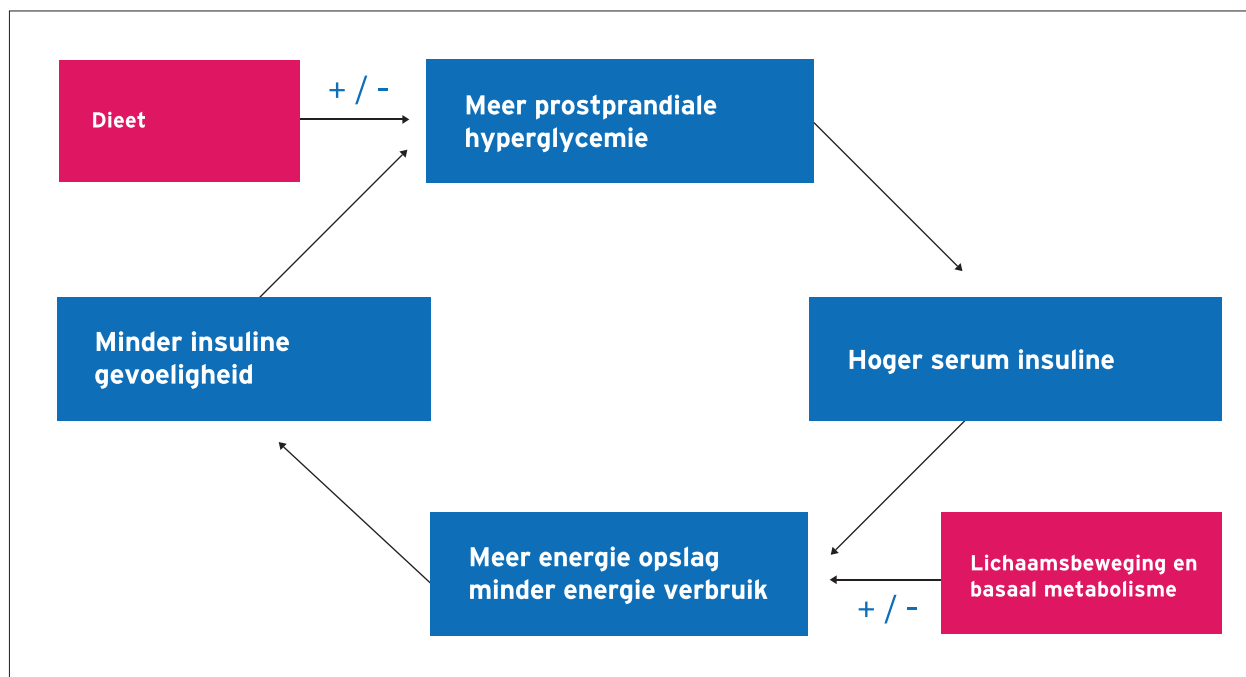 Dieet
+ / -
Meer prostprandiale
hyperglycemie
Minder insuline
gevoeligheid
Hoger serum insuline
Meer energie opslag
minder energie verbruik
+ / -
Lichaamsbeweging en
basaal metabolisme